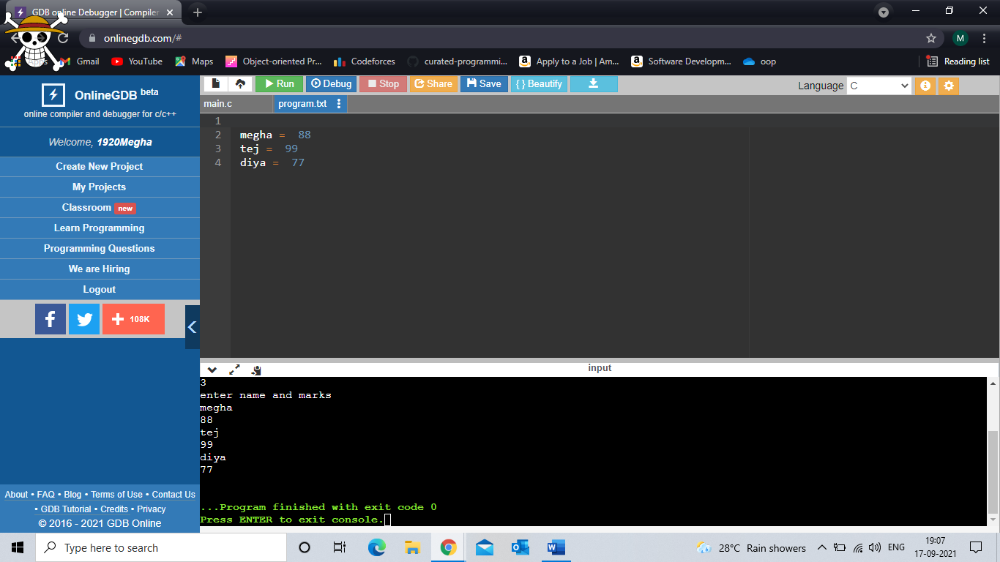 GDB online Debugger | Compiler
onlinegdb.com/#
M
Apps
Gmail
YouTube
Maps
Object-oriented Pr...
Codeforces
curated-programmi...
Apply to a Job | Am...
Software Developm...
oop
Reading list
OnlineGDB beta
online compiler and debugger for c/c++
Welcome, 1920Megha
Create New Project
My Projects
Classroom new
Learn Programming
Programming Questions
We are Hiring
Logout
108K
About • FAQ • Blog • Terms of Use • Contact Us
• GDB Tutorial • Credits • Privacy
© 2016 - 2021 GDB Online
Run
Debug
Stop
Share
Save
{ } Beautify
Language C
main.c
program.txt
1
2 megha = 88
3 tej = 99
4 diya = 77
input
3
enter name and marks
megha
88
tej
99
diya
77
...Program finished with exit code 0
Press ENTER to exit console.
Type here to search
28°C Rain showers
ENG
19:07
17-09-2021